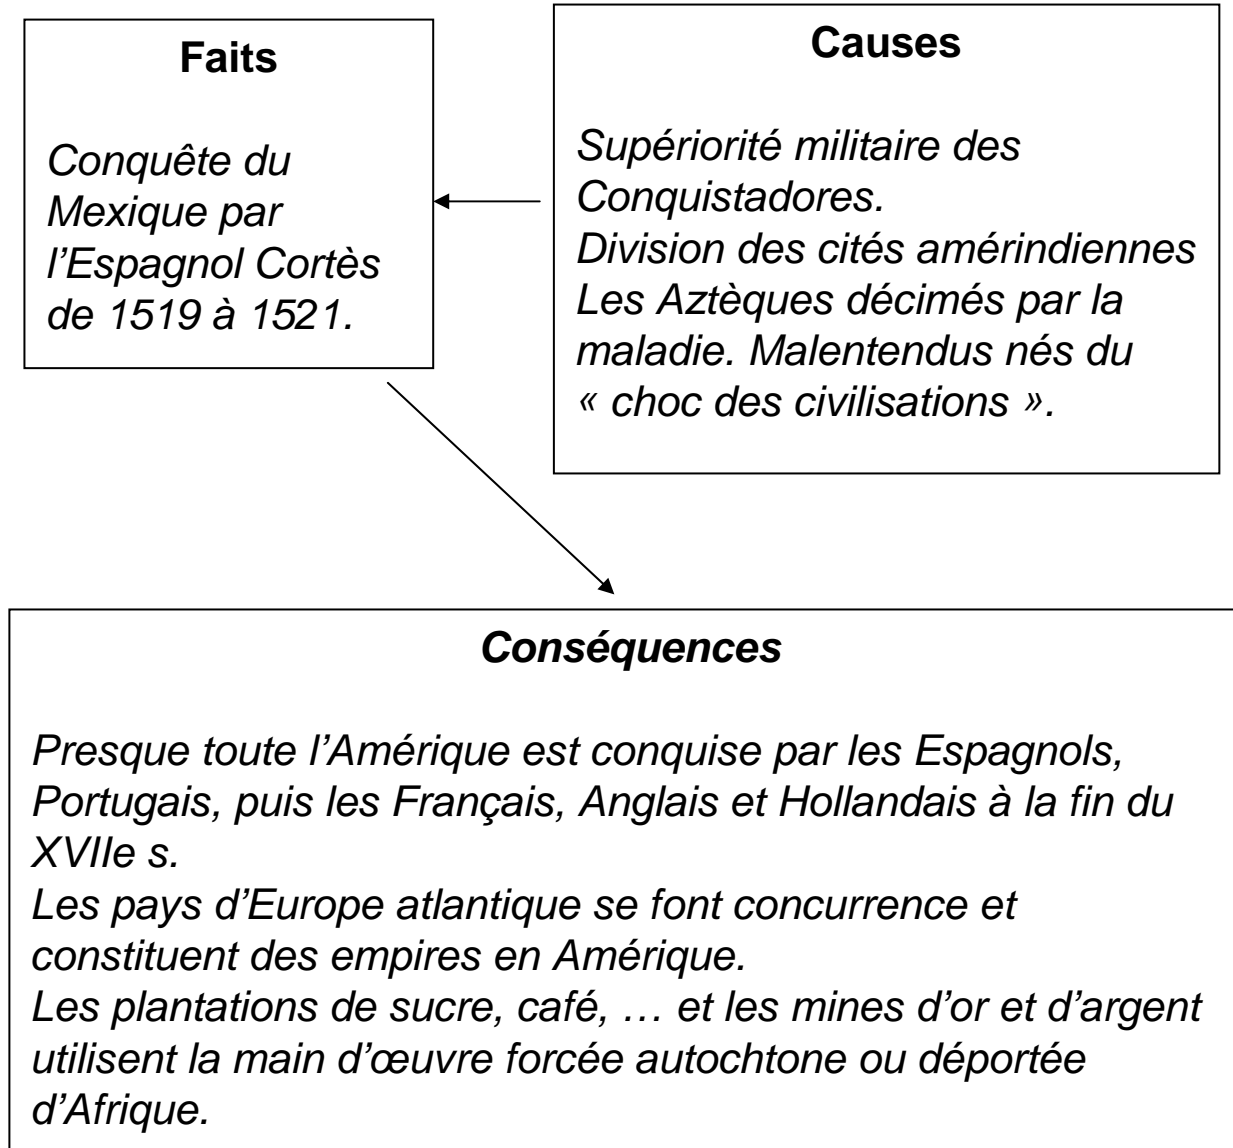 Faits
Conquête du
Mexique par
l’Espagnol Cortès
de 1519 à 1521.
Causes
Supériorité militaire des
Conquistadores.
Division des cités amérindiennes
Les Aztèques décimés par la
maladie. Malentendus nés du
« choc des civilisations ».
Conséquences
Presque toute l’Amérique est conquise par les Espagnols,
Portugais, puis les Français, Anglais et Hollandais à la fin du
XVIIe s.
Les pays d’Europe atlantique se font concurrence et
constituent des empires en Amérique.
Les plantations de sucre, café, … et les mines d’or et d’argent
utilisent la main d’œuvre forcée autochtone ou déportée
d’Afrique.